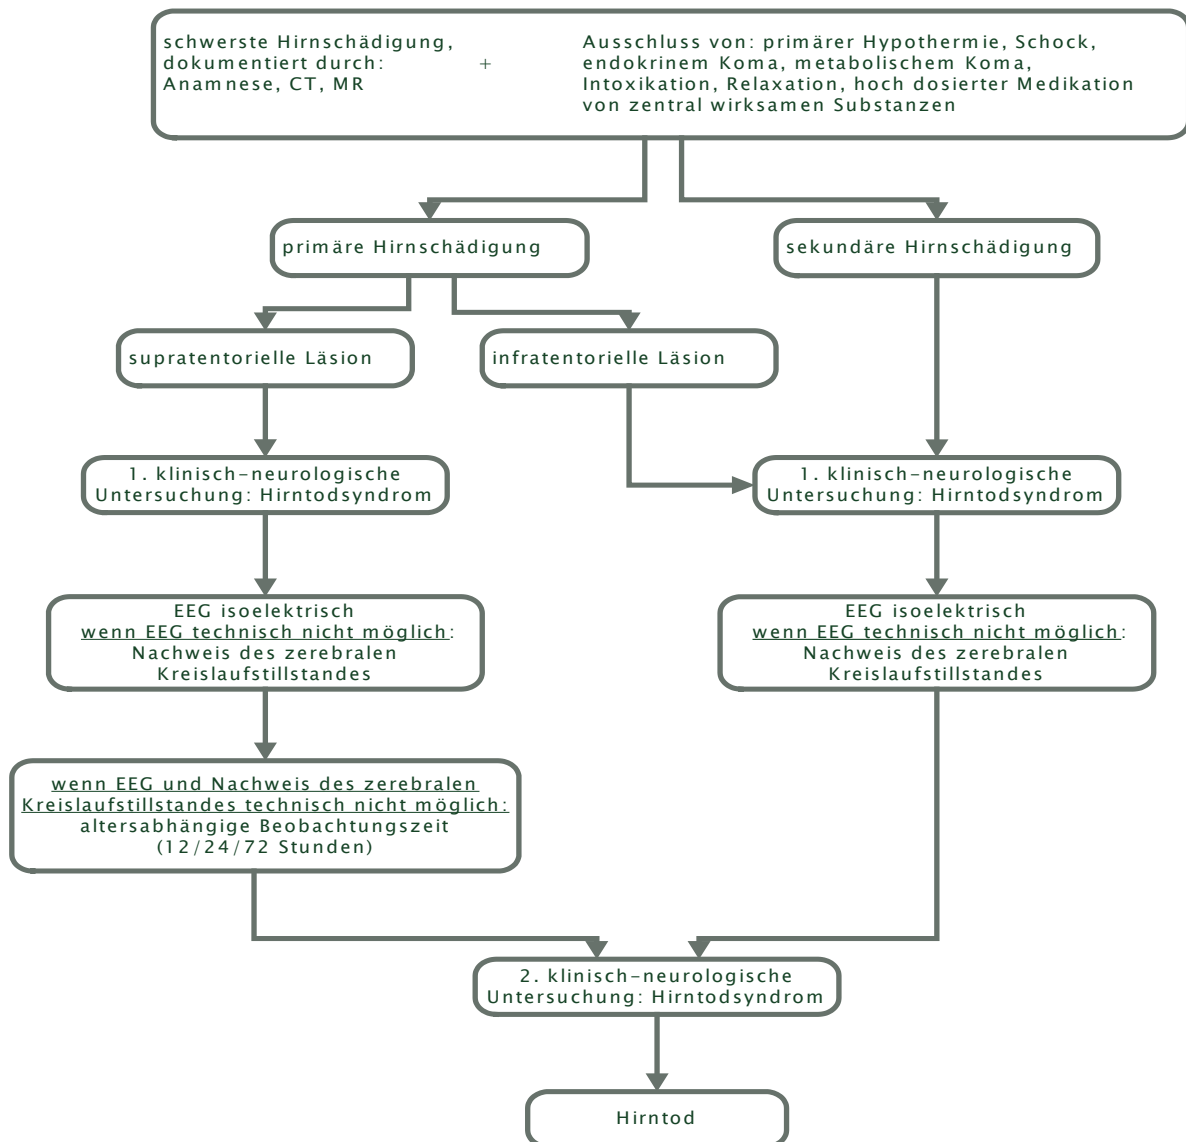 schwerste Hirnschädigung,
dokumentiert durch:
Anamnese, CT, MR
+
Ausschluss von: primärer Hypothermie, Schock,
endokrinem Koma, metabolischem Koma,
Intoxikation, Relaxation, hoch dosierter Medikation
von zentral wirksamen Substanzen
primäre Hirnschädigung
sekundäre Hirnschädigung
supratentorielle Läsion
infratentorielle Läsion
1. klinisch-neurologische
Untersuchung: Hirntodsyndrom
1. klinisch-neurologische
Untersuchung: Hirntodsyndrom
EEG isoelektrisch
wenn EEG technisch nicht möglich:
Nachweis des zerebralen
Kreislaufstillstandes
EEG isoelektrisch
wenn EEG technisch nicht möglich:
Nachweis des zerebralen
Kreislaufstillstandes
wenn EEG und Nachweis des zerebralen
Kreislaufstillstandes technisch nicht möglich:
altersabhängige Beobachtungszeit
(12/24/72 Stunden)
2. klinisch-neurologische
Untersuchung: Hirntodsyndrom
Hirntod